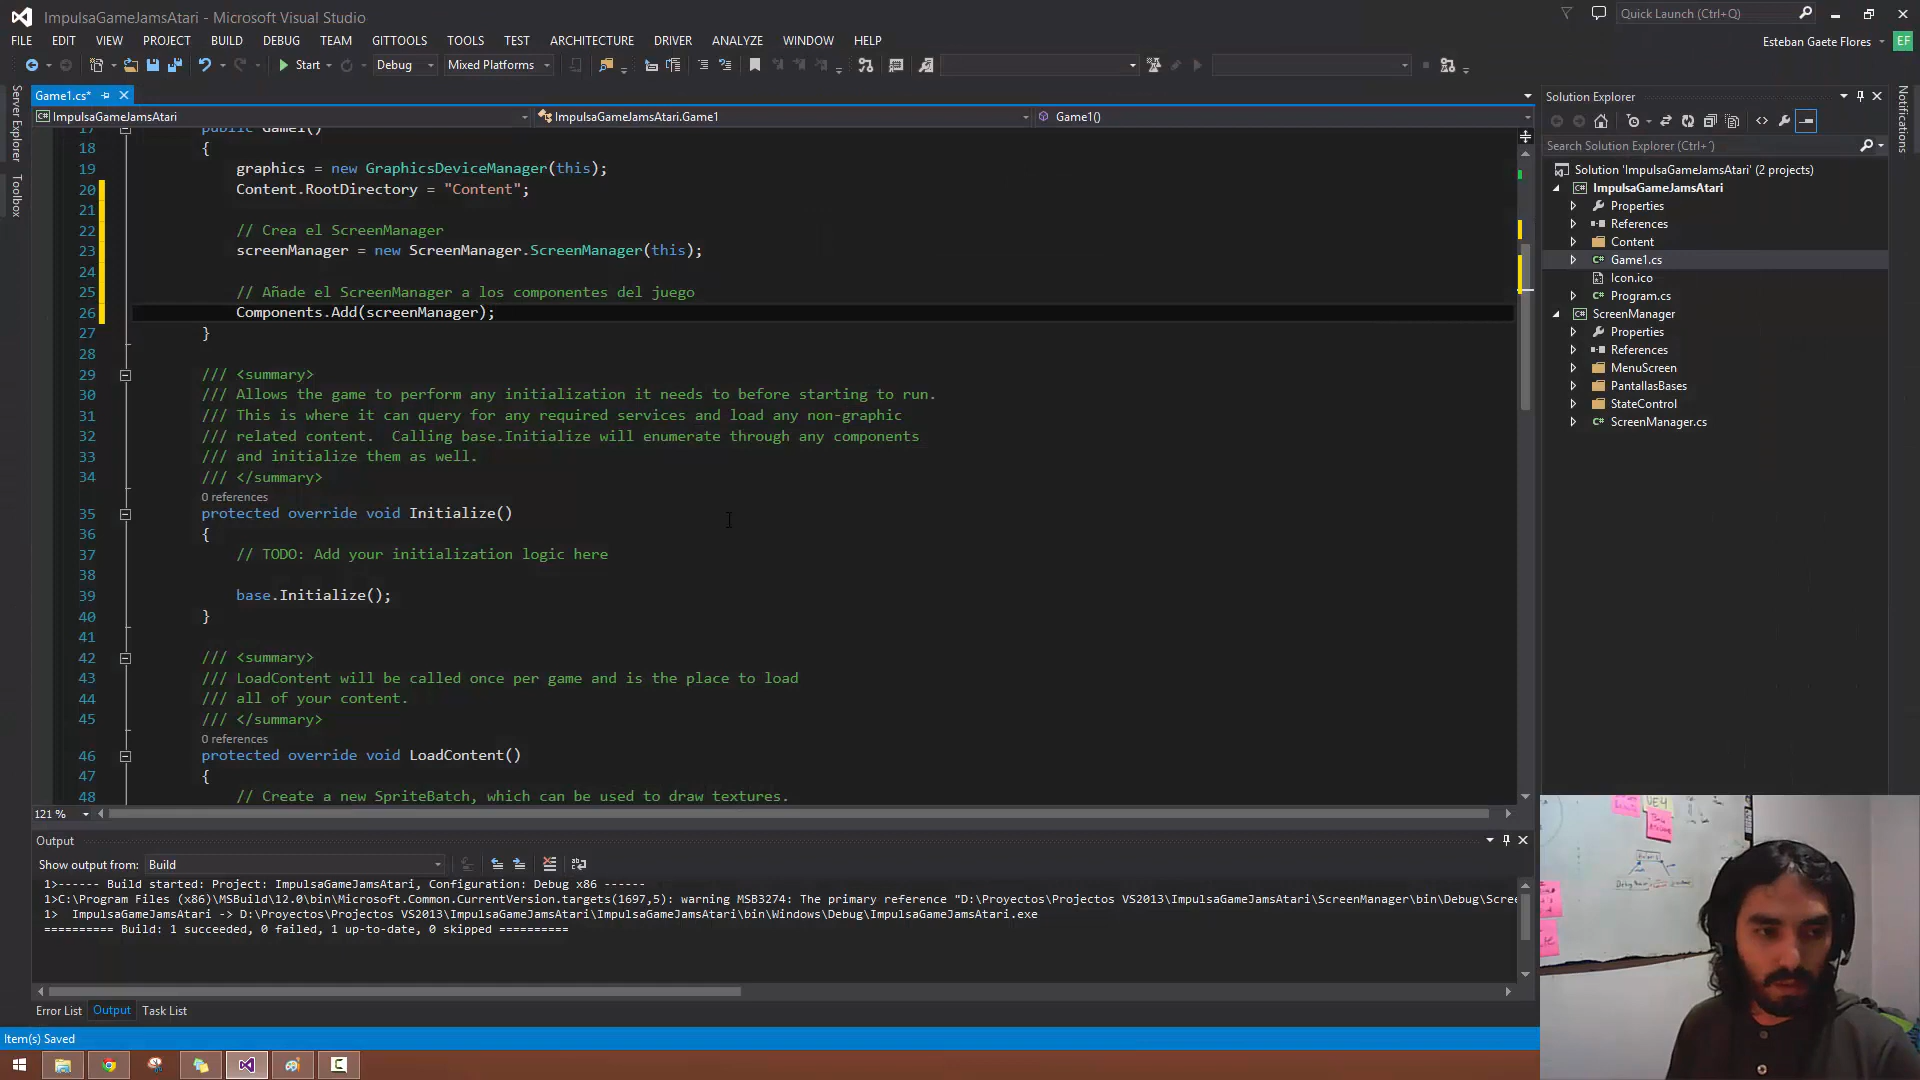 ImpulsaGameJamsAtari - Microsoft Visual Studio
Quick Launch (Ctrl+Q)
FILE EDIT VIEW PROJECT BUILD DEBUG TEAM GITTOOLS TOOLS TEST ARCHITECTURE DRIVER ANALYZE WINDOW HELP
Esteban Gaete Flores EF
Start Debug Mixed Platforms
Server Explorer
Toolbox
Game1.cs*
ImpulsaGameJamsAtari ImpulsaGameJamsAtari.Game1 Game1()
17 public Game1()
18 {
19 graphics = new GraphicsDeviceManager(this);
20 Content.RootDirectory = "Content";
21
22 // Crea el ScreenManager
23 screenManager = new ScreenManager.ScreenManager(this);
24
25 // Añade el ScreenManager a los componentes del juego
26 Components.Add(screenManager);
27 }
28
29 /// <summary>
30 /// Allows the game to perform any initialization it needs to before starting to run.
31 /// This is where it can query for any required services and load any non-graphic
32 /// related content.  Calling base.Initialize will enumerate through any components
33 /// and initialize them as well.
34 /// </summary>
0 references
35 protected override void Initialize()
36 {
37 // TODO: Add your initialization logic here
38
39 base.Initialize();
40 }
41
42 /// <summary>
43 /// LoadContent will be called once per game and is the place to load
44 /// all of your content.
45 /// </summary>
0 references
46 protected override void LoadContent()
47 {
48 // Create a new SpriteBatch, which can be used to draw textures.
121 %
Solution Explorer
Search Solution Explorer (Ctrl+´)
Solution 'ImpulsaGameJamsAtari' (2 projects)
ImpulsaGameJamsAtari
Properties
References
Content
Game1.cs
Icon.ico
Program.cs
ScreenManager
Properties
References
MenuScreen
PantallasBases
StateControl
ScreenManager.cs
Notifications
Output
Show output from: Build
1>------ Build started: Project: ImpulsaGameJamsAtari, Configuration: Debug x86 ------
1>C:\Program Files (x86)\MSBuild\12.0\bin\Microsoft.Common.CurrentVersion.targets(1697,5): warning MSB3274: The primary reference "D:\Proyectos\Projectos VS2013\ImpulsaGameJamsAtari\ScreenManager\bin\Debug\Scre
1>  ImpulsaGameJamsAtari -> D:\Proyectos\Projectos VS2013\ImpulsaGameJamsAtari\ImpulsaGameJamsAtari\bin\Windows\Debug\ImpulsaGameJamsAtari.exe
========== Build: 1 succeeded, 0 failed, 1 up-to-date, 0 skipped ==========
Error List Output Task List
Item(s) Saved
UE4